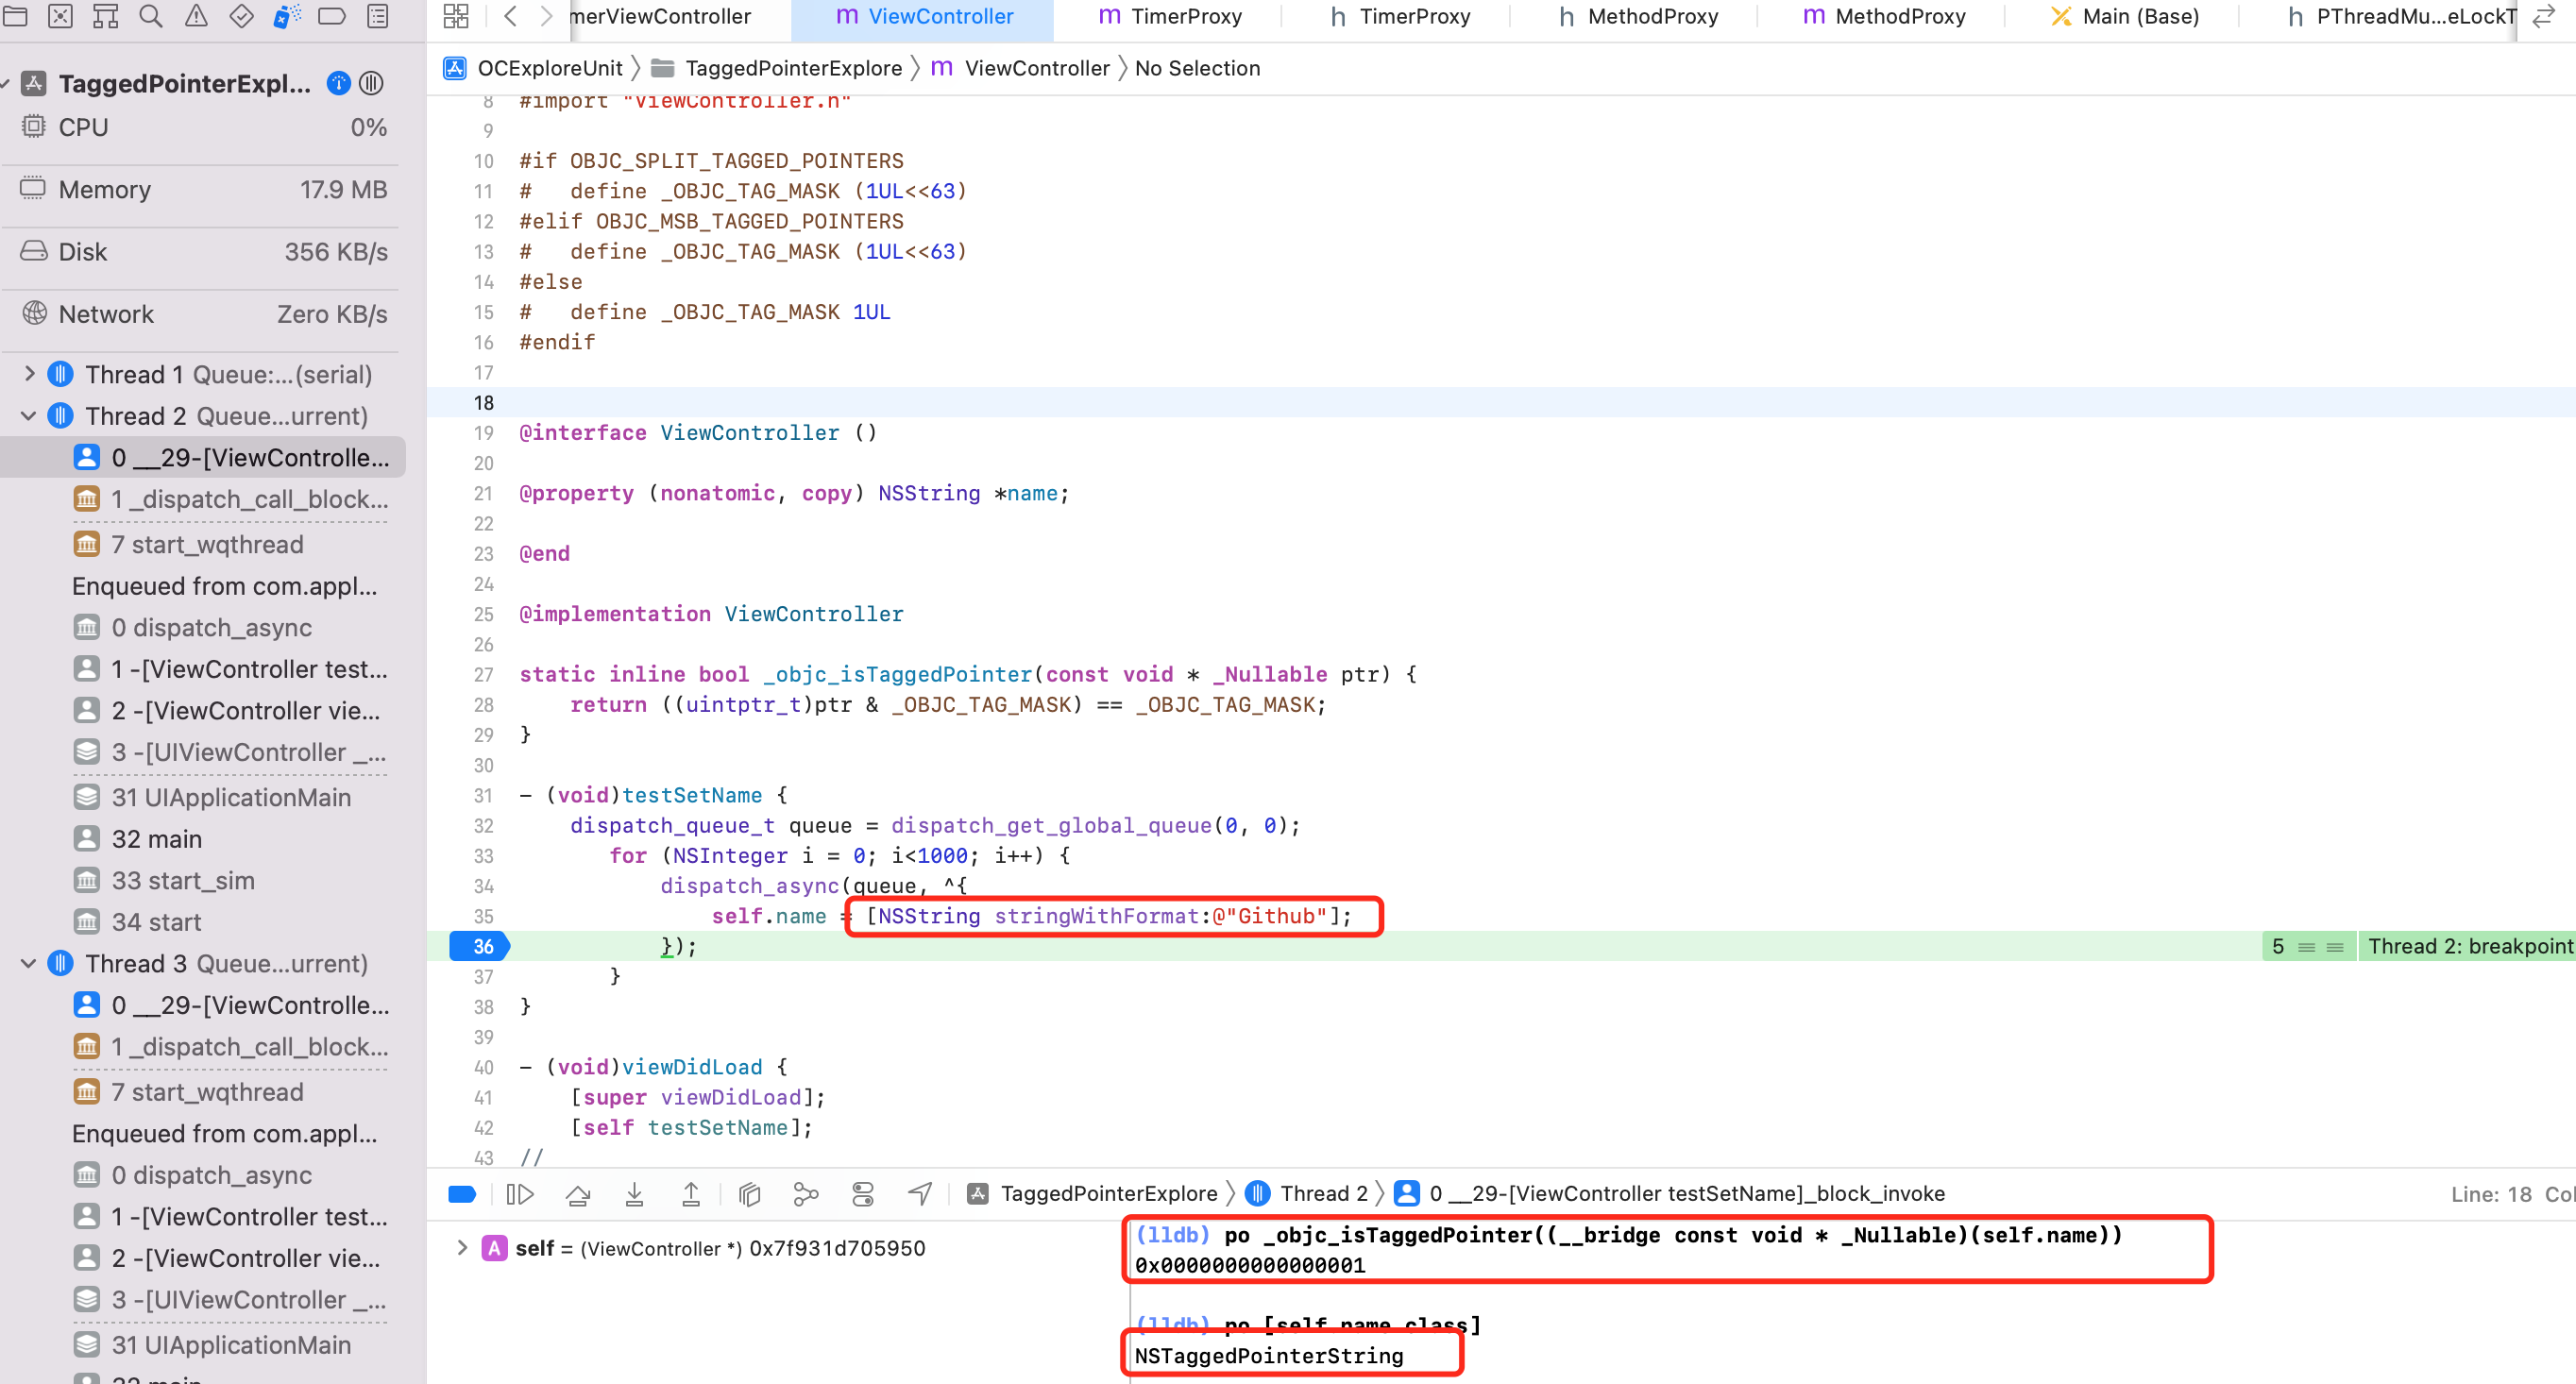 merViewController
m ViewController
m TimerProxy
h TimerProxy
h MethodProxy
m MethodProxy
Main (Base)
h PThreadMu...eLockT
TaggedPointerExpl...
CPU 0%
Memory 17.9 MB
Disk 356 KB/s
Network Zero KB/s
Thread 1 Queue:...(serial)
Thread 2 Queue...urrent)
0 __29-[ViewControlle...
1 _dispatch_call_block...
7 start_wqthread
Enqueued from com.appl...
0 dispatch_async
1 -[ViewController test...
2 -[ViewController vie...
3 -[UIViewController _...
31 UIApplicationMain
32 main
33 start_sim
34 start
Thread 3 Queue...urrent)
0 __29-[ViewControlle...
1 _dispatch_call_block...
7 start_wqthread
Enqueued from com.appl...
0 dispatch_async
1 -[ViewController test...
2 -[ViewController vie...
3 -[UIViewController _...
31 UIApplicationMain
32 main
OCExploreUnit TaggedPointerExplore m ViewController No Selection
8 #import "ViewController.h"
9
10 #if OBJC_SPLIT_TAGGED_POINTERS
11 #   define _OBJC_TAG_MASK (1UL<<63)
12 #elif OBJC_MSB_TAGGED_POINTERS
13 #   define _OBJC_TAG_MASK (1UL<<63)
14 #else
15 #   define _OBJC_TAG_MASK 1UL
16 #endif
17
18
19 @interface ViewController ()
20
21 @property (nonatomic, copy) NSString *name;
22
23 @end
24
25 @implementation ViewController
26
27 static inline bool _objc_isTaggedPointer(const void * _Nullable ptr) {
28     return ((uintptr_t)ptr & _OBJC_TAG_MASK) == _OBJC_TAG_MASK;
29 }
30
31 - (void)testSetName {
32     dispatch_queue_t queue = dispatch_get_global_queue(0, 0);
33        for (NSInteger i = 0; i<1000; i++) {
34            dispatch_async(queue, ^{
35                self.name = [NSString stringWithFormat:@"Github"];
36            }); 5 Thread 2: breakpoint
37        }
38 }
39
40 - (void)viewDidLoad {
41     [super viewDidLoad];
42     [self testSetName];
43 //
TaggedPointerExplore Thread 2 0 __29-[ViewController testSetName]_block_invoke
Line: 18 Col
A self = (ViewController *) 0x7f931d705950
(lldb) po _objc_isTaggedPointer((__bridge const void * _Nullable)(self.name))
0x0000000000000001
(lldb) po [self.name class]
NSTaggedPointerString